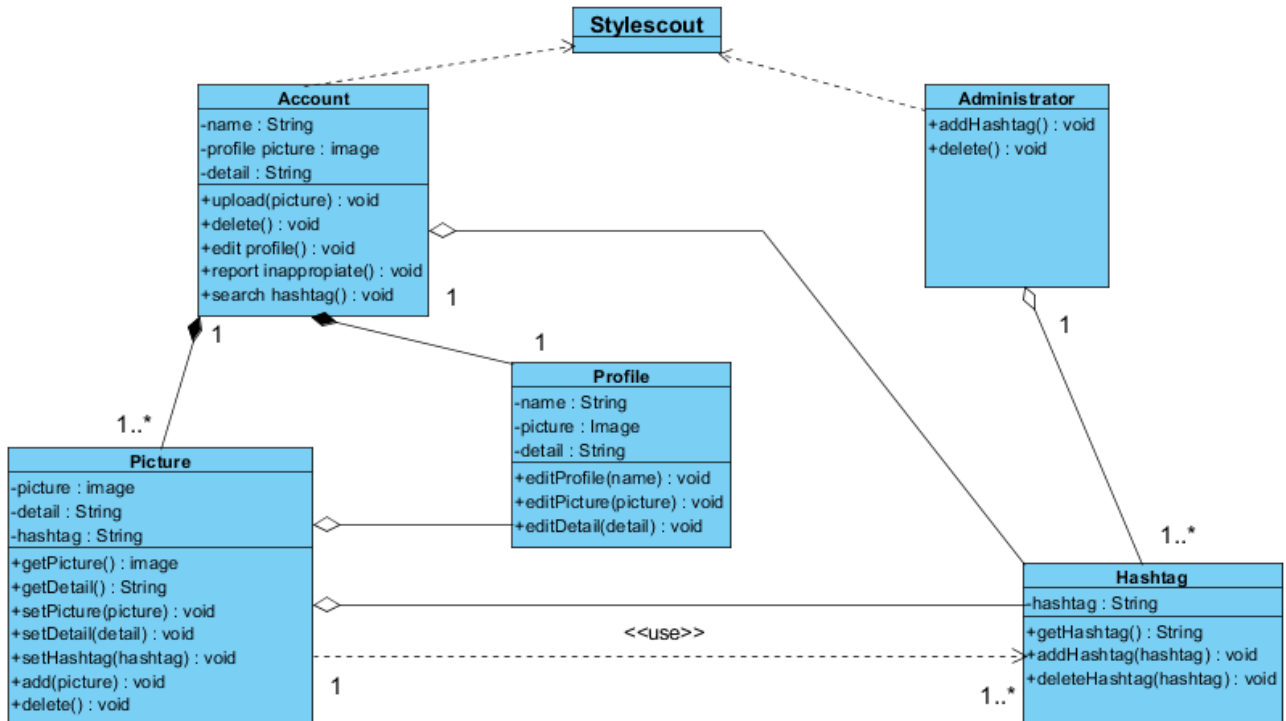 Stylescout
Account
-name : String
-profile picture : image
-detail : String
+upload(picture) : void
+delete() : void
+edit profile() : void
+report inappropiate() : void
+search hashtag() : void
Administrator
+addHashtag() : void
+delete() : void
1
1
1
1
1..*
Profile
-name : String
-picture : Image
-detail : String
+editProfile(name) : void
+editPicture(picture) : void
+editDetail(detail) : void
Picture
-picture : image
-detail : String
-hashtag : String
+getPicture() : image
+getDetail() : String
+setPicture(picture) : void
+setDetail(detail) : void
+setHashtag(hashtag) : void
+add(picture) : void
+delete() : void
1..*
Hashtag
-hashtag : String
+getHashtag() : String
+addHashtag(hashtag) : void
+deleteHashtag(hashtag) : void
<<use>>
1
1..*